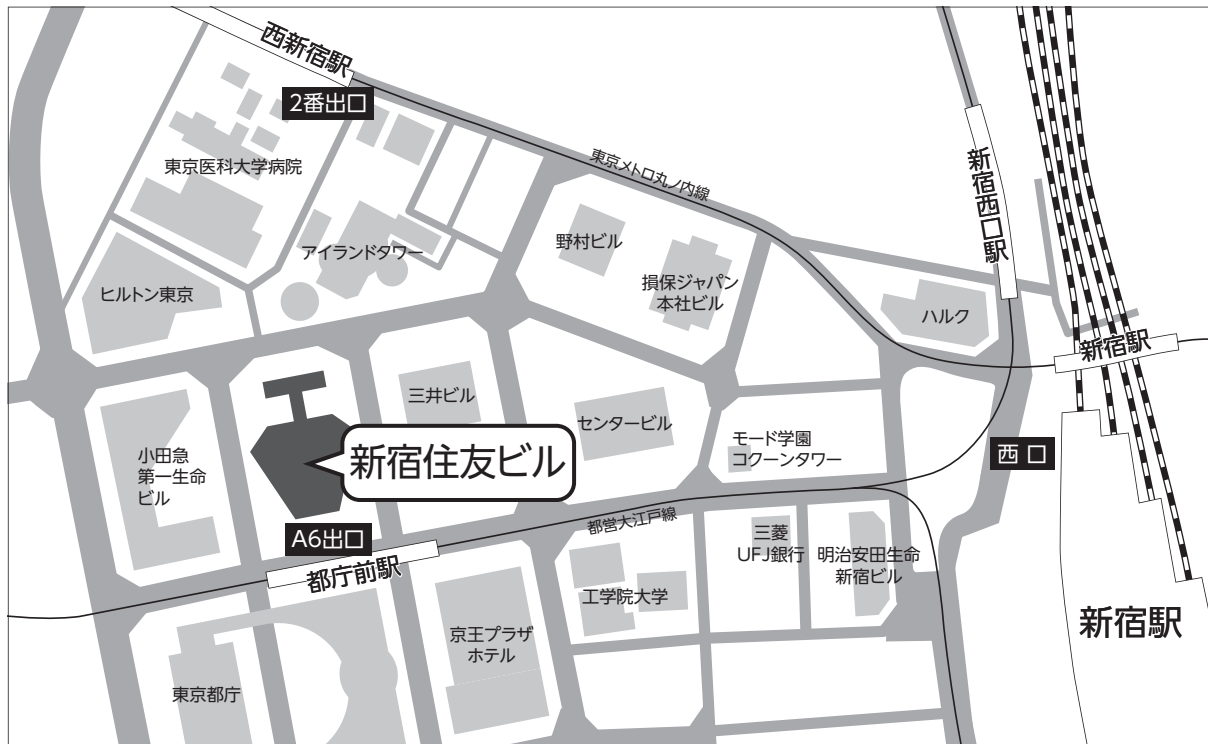 西新宿駅
2番出口
東京医科大学病院
東京メトロ丸ノ内線
新宿西口駅
アイランドタワー
野村ビル
損保ジャパン
本社ビル
ヒルトン東京
ハルク
新宿駅
三井ビル
センタービル
モード学園
コクーンタワー
小田急
第一生命
ビル
新宿住友ビル
西口
A6出口
都庁前駅
都営大江戸線
三菱
UFJ銀行
明治安田生命
新宿ビル
工学院大学
京王プラザ
ホテル
新宿駅
東京都庁